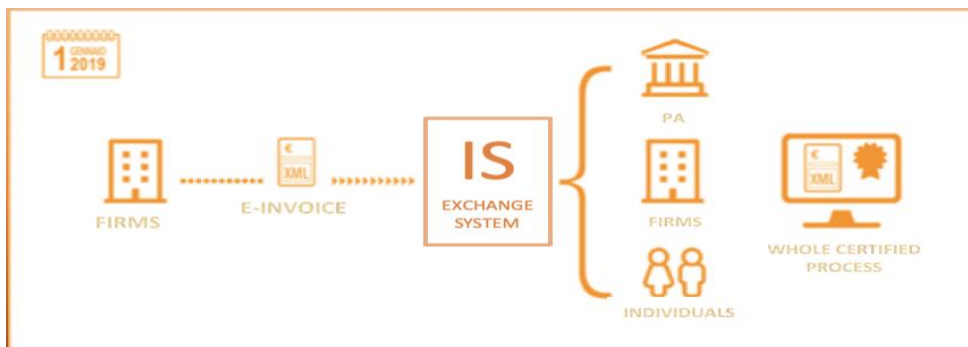 1 GENNAIO
2019
FIRMS
€
XML
E-INVOICE
IS
EXCHANGE
SYSTEM
PA
FIRMS
INDIVIDUALS
€
XML
WHOLE CERTIFIED
PROCESS